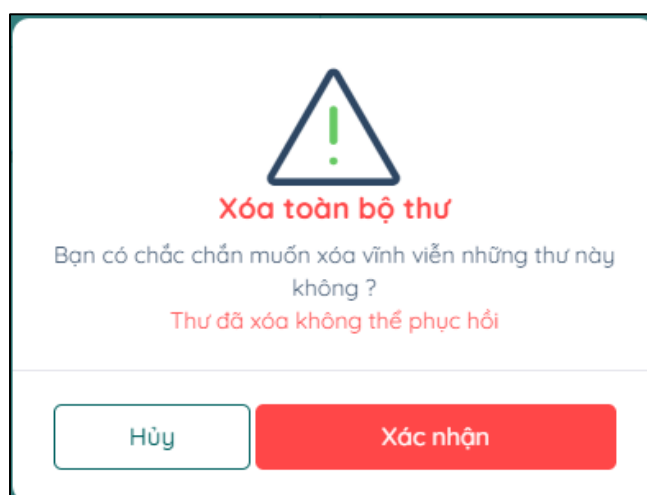 Xóa toàn bộ thư
Bạn có chắc chắn muốn xóa vĩnh viễn những thư này
không ?
Thư đã xóa không thể phục hồi
Hủy
Xác nhận